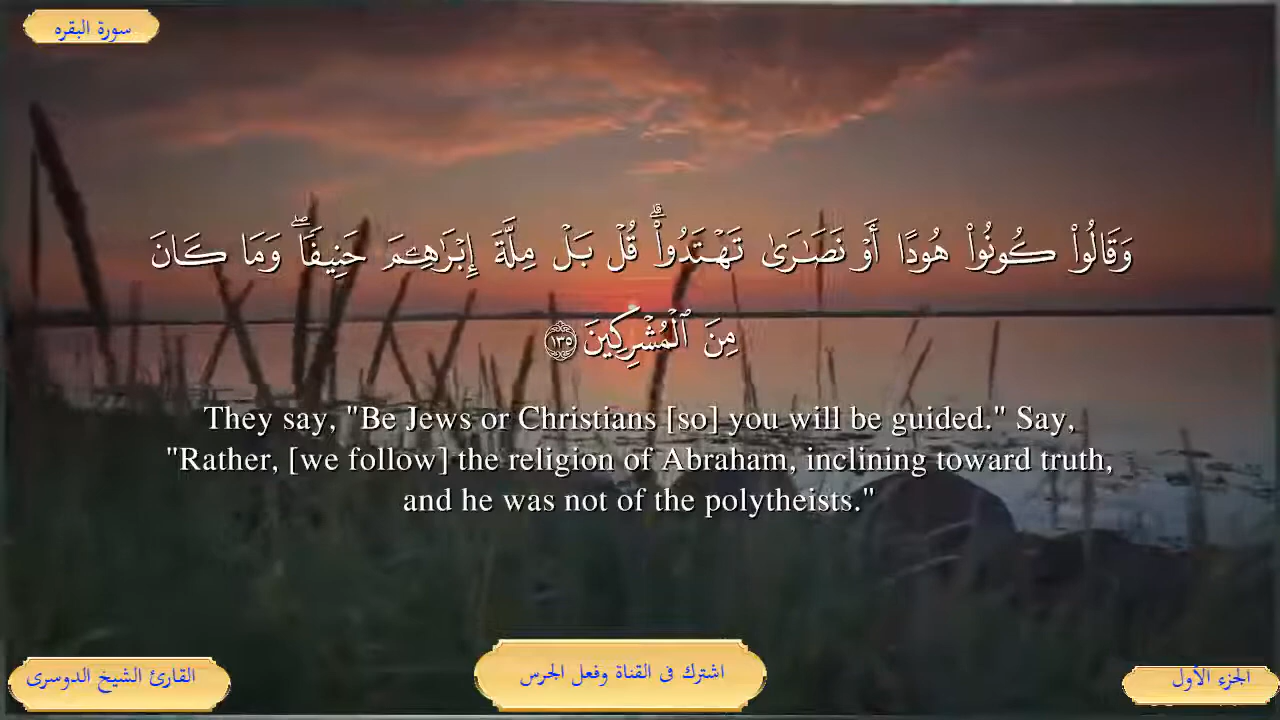 سورة البقره
وَقَالُوا۟ كُونُوا۟ هُودًا أَوْ نَصَـٰرَىٰ تَهْتَدُوا۟ ۗ قُلْ بَلْ مِلَّةَ إِبْرَٰهِـۧمَ حَنِيفًا ۖ وَمَا كَانَ
مِنَ ٱلْمُشْرِكِينَ ١٣٥
They say, "Be Jews or Christians [so] you will be guided." Say,
"Rather, [we follow] the religion of Abraham, inclining toward truth,
and he was not of the polytheists."
الجزء الأول
اشترك فى القناة وفعل الجرس
القارئ الشيخ الدوسرى